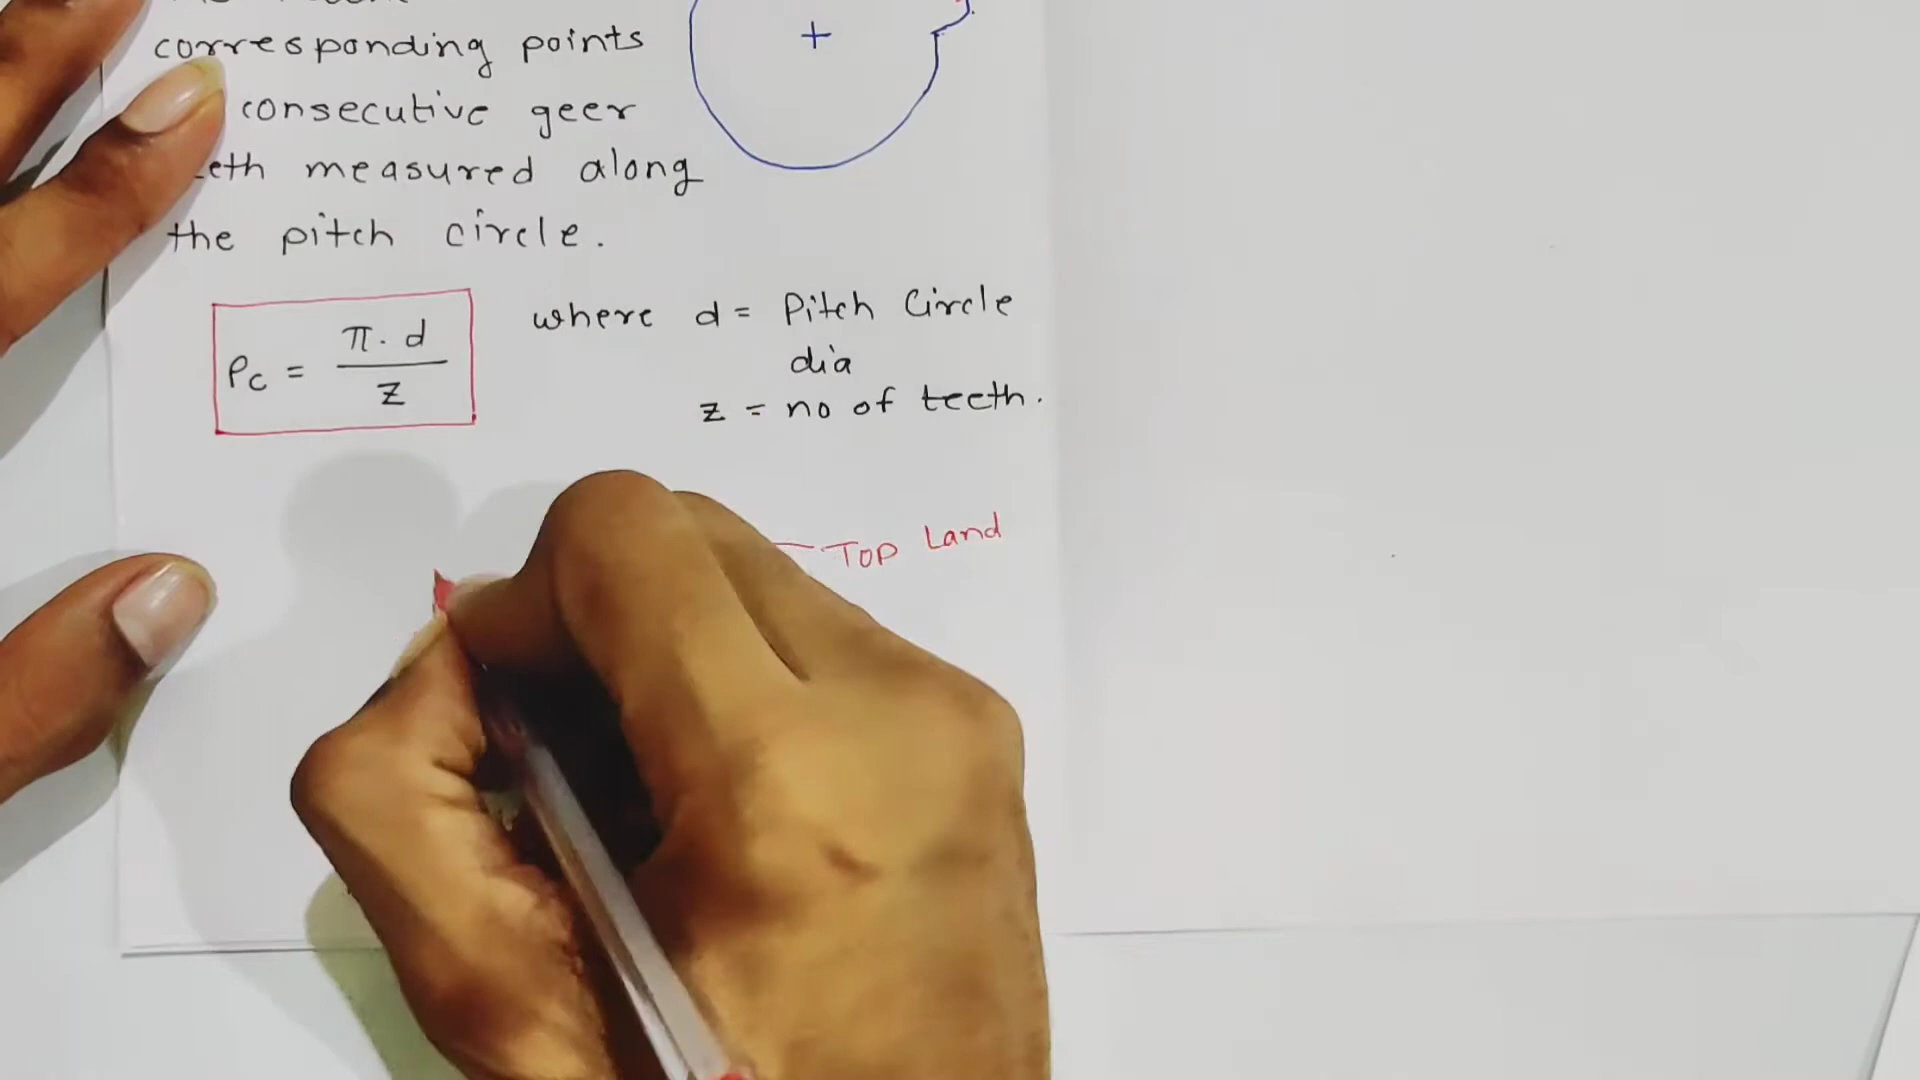 corresponding points
consecutive geer
eth measured along
the pitch circle.
Pc = π. d / z
where d = Pitch Circle
dia
z = no of teeth.
Top Land